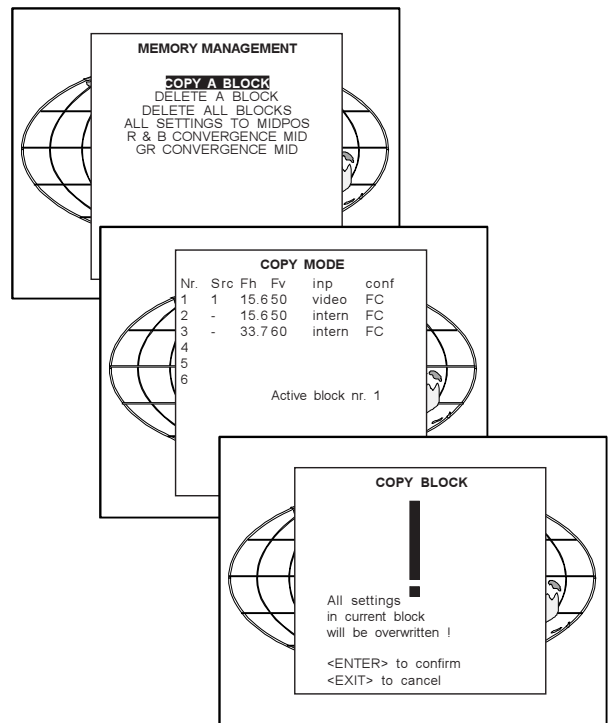 MEMORY MANAGEMENT
COPY A BLOCK
DELETE A BLOCK
DELETE ALL BLOCKS
ALL SETTINGS TO MIDPOS
R & B CONVERGENCE MID
GR CONVERGENCE MID
COPY MODE
Nr. Src Fh Fv inp conf
1 1 15.6 50 video FC
2 - 15.6 50 intern FC
3 - 33.7 60 intern FC
4
5
6
Active block nr. 1
COPY BLOCK
!
All settings
in current block
will be overwritten !
<ENTER> to confirm
<EXIT> to cancel